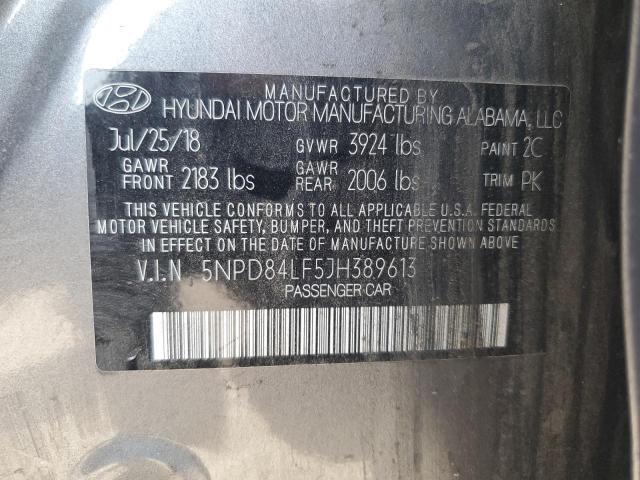 MANUFACTURED BY
HYUNDAI MOTOR MANUFACTURING ALABAMA, LLC
Jul/25/18 GVWR 3924 lbs PAINT 2C
GAWR FRONT 2183 lbs GAWR REAR 2006 lbs TRIM PK
THIS VEHICLE CONFORMS TO ALL APPLICABLE U.S.A. FEDERAL
MOTOR VEHICLE SAFETY, BUMPER, AND THEFT PREVENTION STANDARDS
IN EFFECT ON THE DATE OF MANUFACTURE SHOWN ABOVE.
V.I.N 5NPD84LF5JH389613
PASSENGER CAR